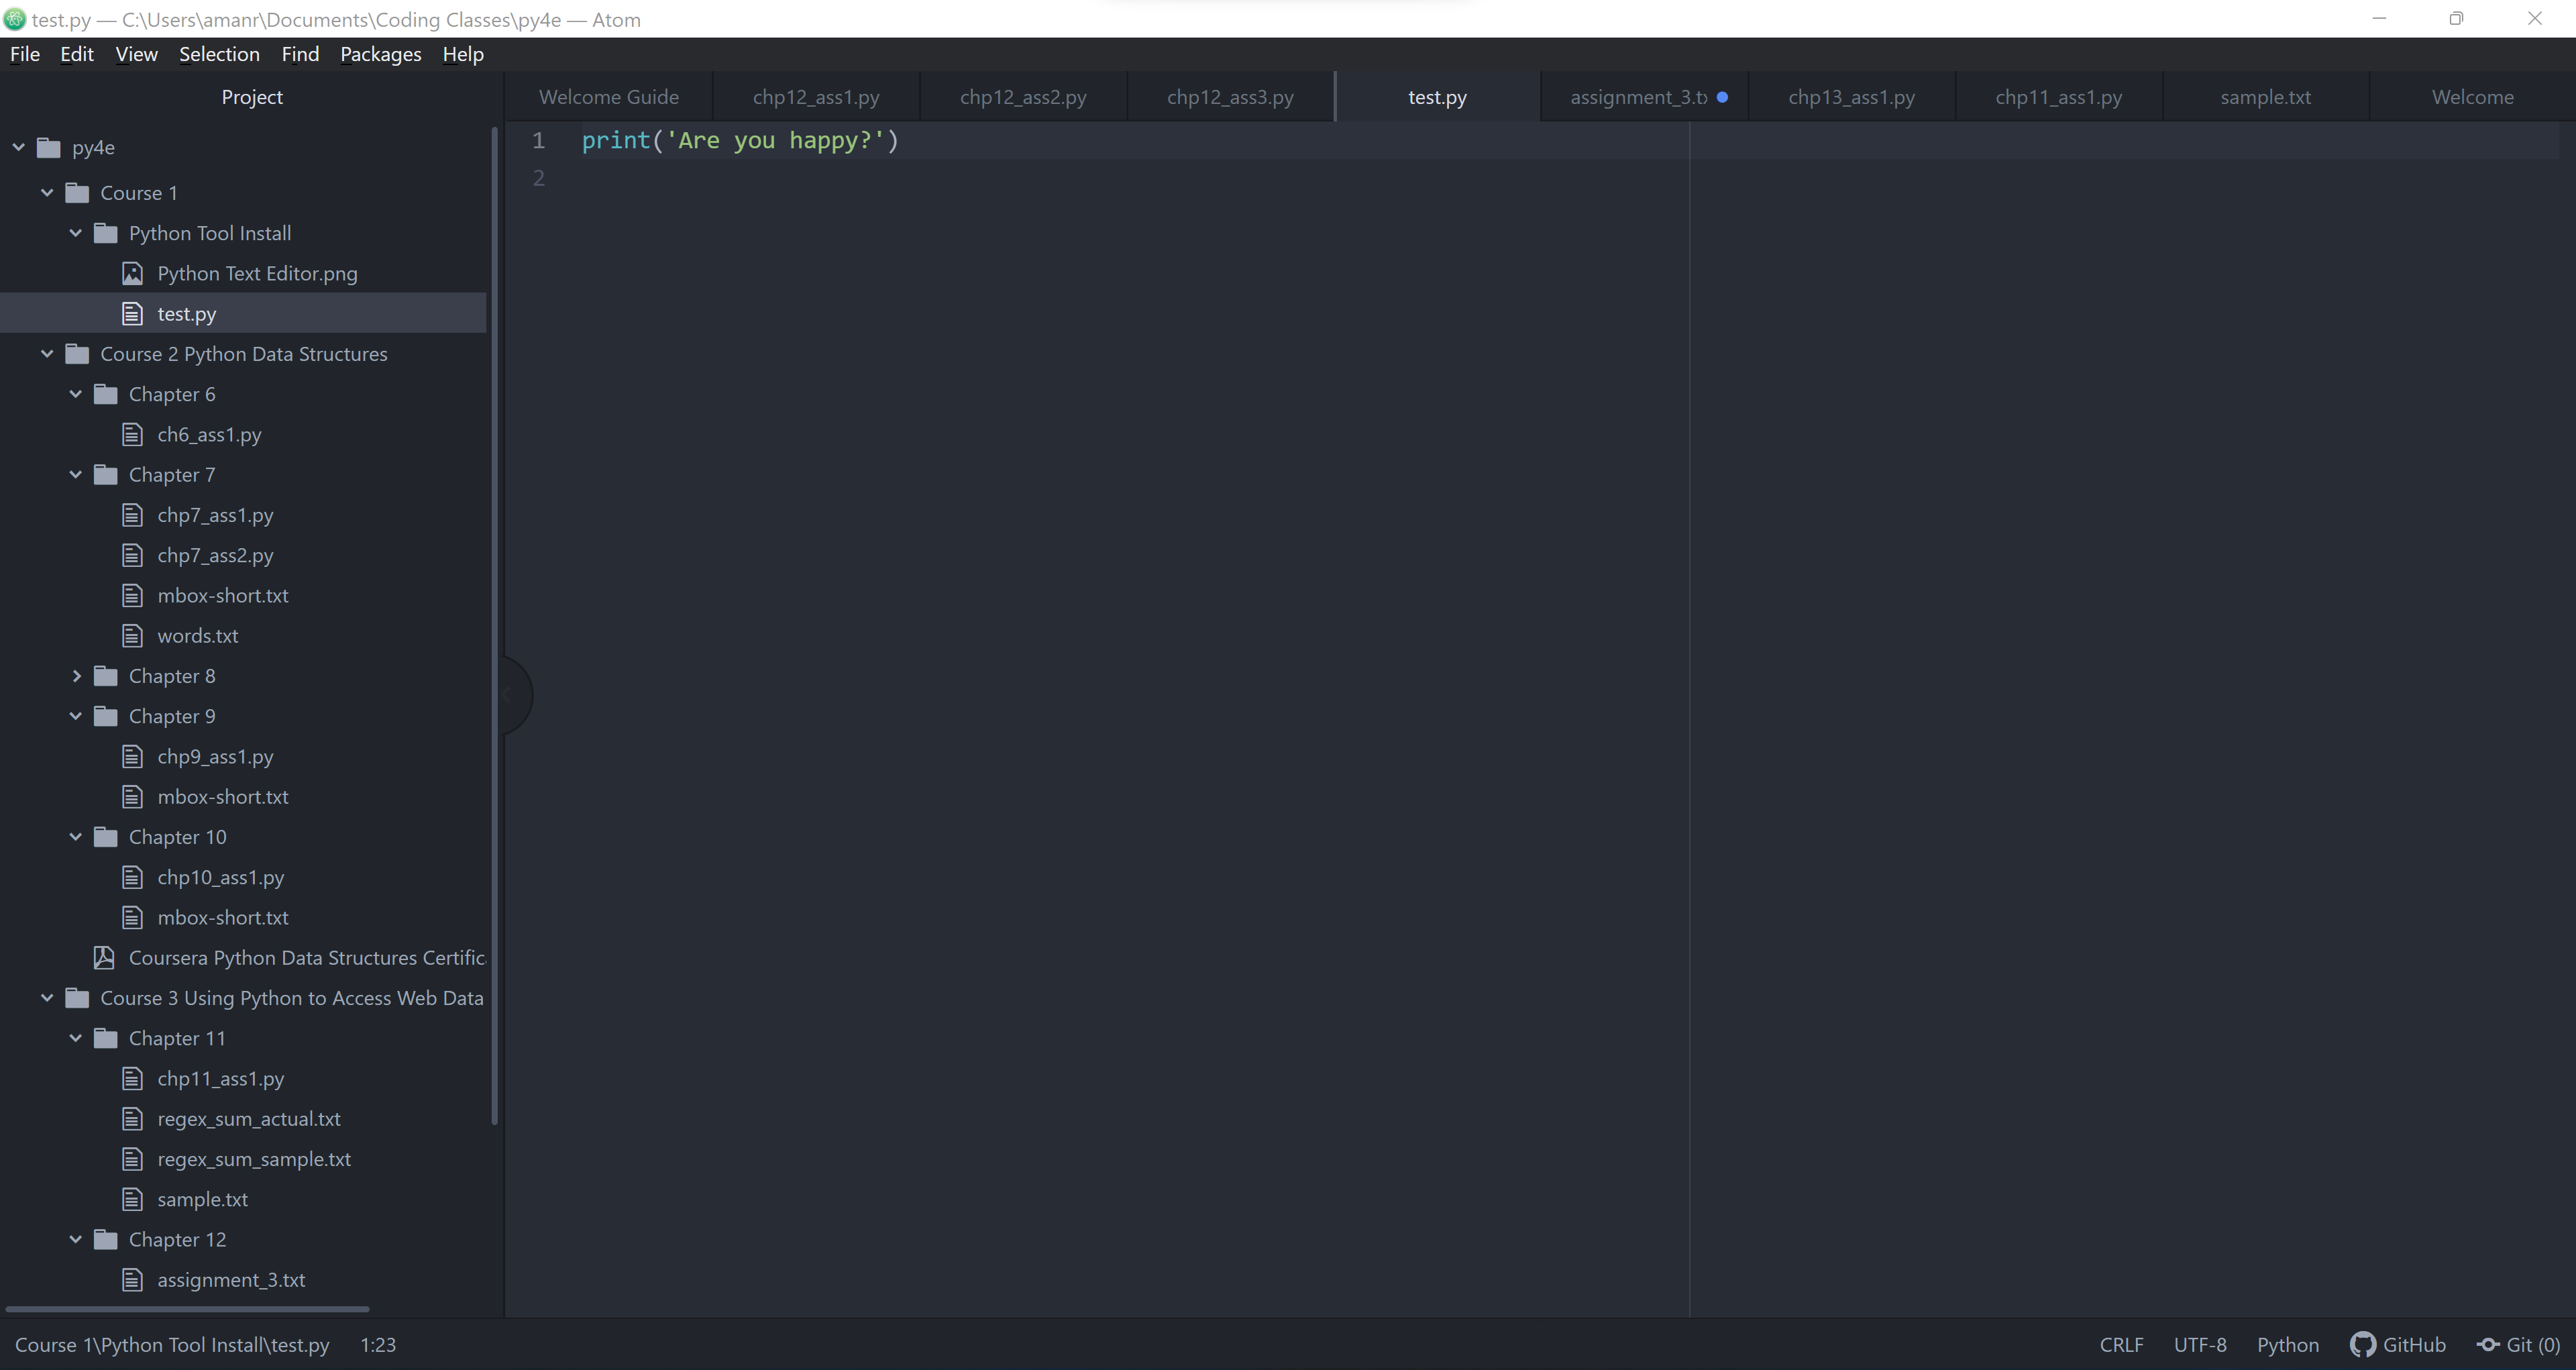 test.py — C:\Users\amanr\Documents\Coding Classes\py4e — Atom
File Edit View Selection Find Packages Help
Project
Welcome Guide chp12_ass1.py chp12_ass2.py chp12_ass3.py test.py assignment_3.t chp13_ass1.py chp11_ass1.py sample.txt Welcome
py4e
Course 1
Python Tool Install
Python Text Editor.png
test.py
Course 2 Python Data Structures
Chapter 6
ch6_ass1.py
Chapter 7
chp7_ass1.py
chp7_ass2.py
mbox-short.txt
words.txt
Chapter 8
Chapter 9
chp9_ass1.py
mbox-short.txt
Chapter 10
chp10_ass1.py
mbox-short.txt
Coursera Python Data Structures Certific
Course 3 Using Python to Access Web Data
Chapter 11
chp11_ass1.py
regex_sum_actual.txt
regex_sum_sample.txt
sample.txt
Chapter 12
assignment_3.txt
1 print('Are you happy?')
2
Course 1\Python Tool Install\test.py 1:23 CRLF UTF-8 Python GitHub Git (0)